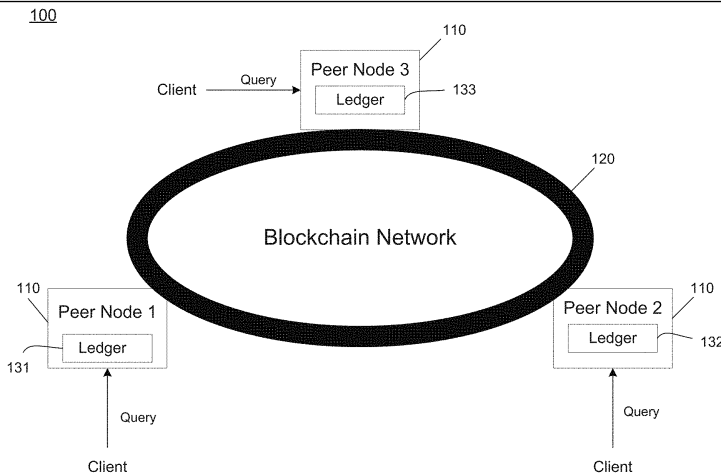 100
110
Peer Node 3
Client
Query
Ledger
133
120
Blockchain Network
110
Peer Node 1
Ledger
131
110
Peer Node 2
Ledger
132
Query
Query
Client
Client